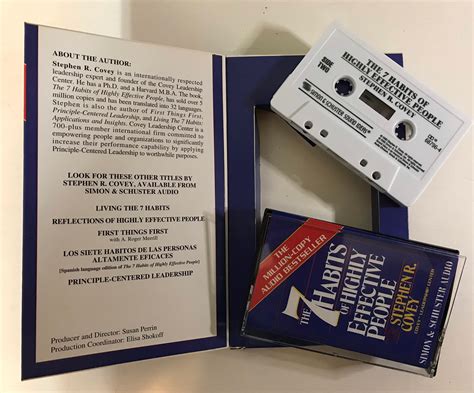 ABOUT THE AUTHOR:
Stephen R. Covey is an internationally respected
leadership expert and founder of the Covey Leadership
Center. He has a Ph.D. and a Harvard M.B.A. The book,
The 7 Habits of Highly Effective People, has sold over 5
million copies and has been translated into 32 languages.
Stephen is also the author of First Things First,
Principle-Centered Leadership, and Living The 7 Habits:
Applications and Insights. Covey Leadership Center is a
700-plus member international firm committed to
empowering people and organizations to significantly
increase their performance capability by applying
Principle-Centered Leadership to worthwhile purposes.
LOOK FOR THESE OTHER TITLES BY
STEPHEN R. COVEY, AVAILABLE FROM
SIMON & SCHUSTER AUDIO
LIVING THE 7 HABITS
REFLECTIONS OF HIGHLY EFFECTIVE PEOPLE
FIRST THINGS FIRST
with A. Roger Merrill
LOS SIETE HABITOS DE LAS PERSONAS
ALTAMENTE EFICACES
[Spanish language edition of The 7 Habits of Highly Effective People]
PRINCIPLE-CENTERED LEADERSHIP
Producer and Director: Susan Perrin
Production Coordinator: Elisa Shokoff
THE 7 HABITS OF
HIGHLY EFFECTIVE PEOPLE
STEPHEN R. COVEY
SIDE
TWO
SIMON & SCHUSTER SOUND IDEAS
THE
MILLION-COPY
AUDIO BESTSELLER
THE
7 HABITS
OF HIGHLY
EFFECTIVE
PEOPLE
STEPHEN R.
COVEY
COVEY LEADERSHIP CENTER
SIMON & SCHUSTER AUDIO